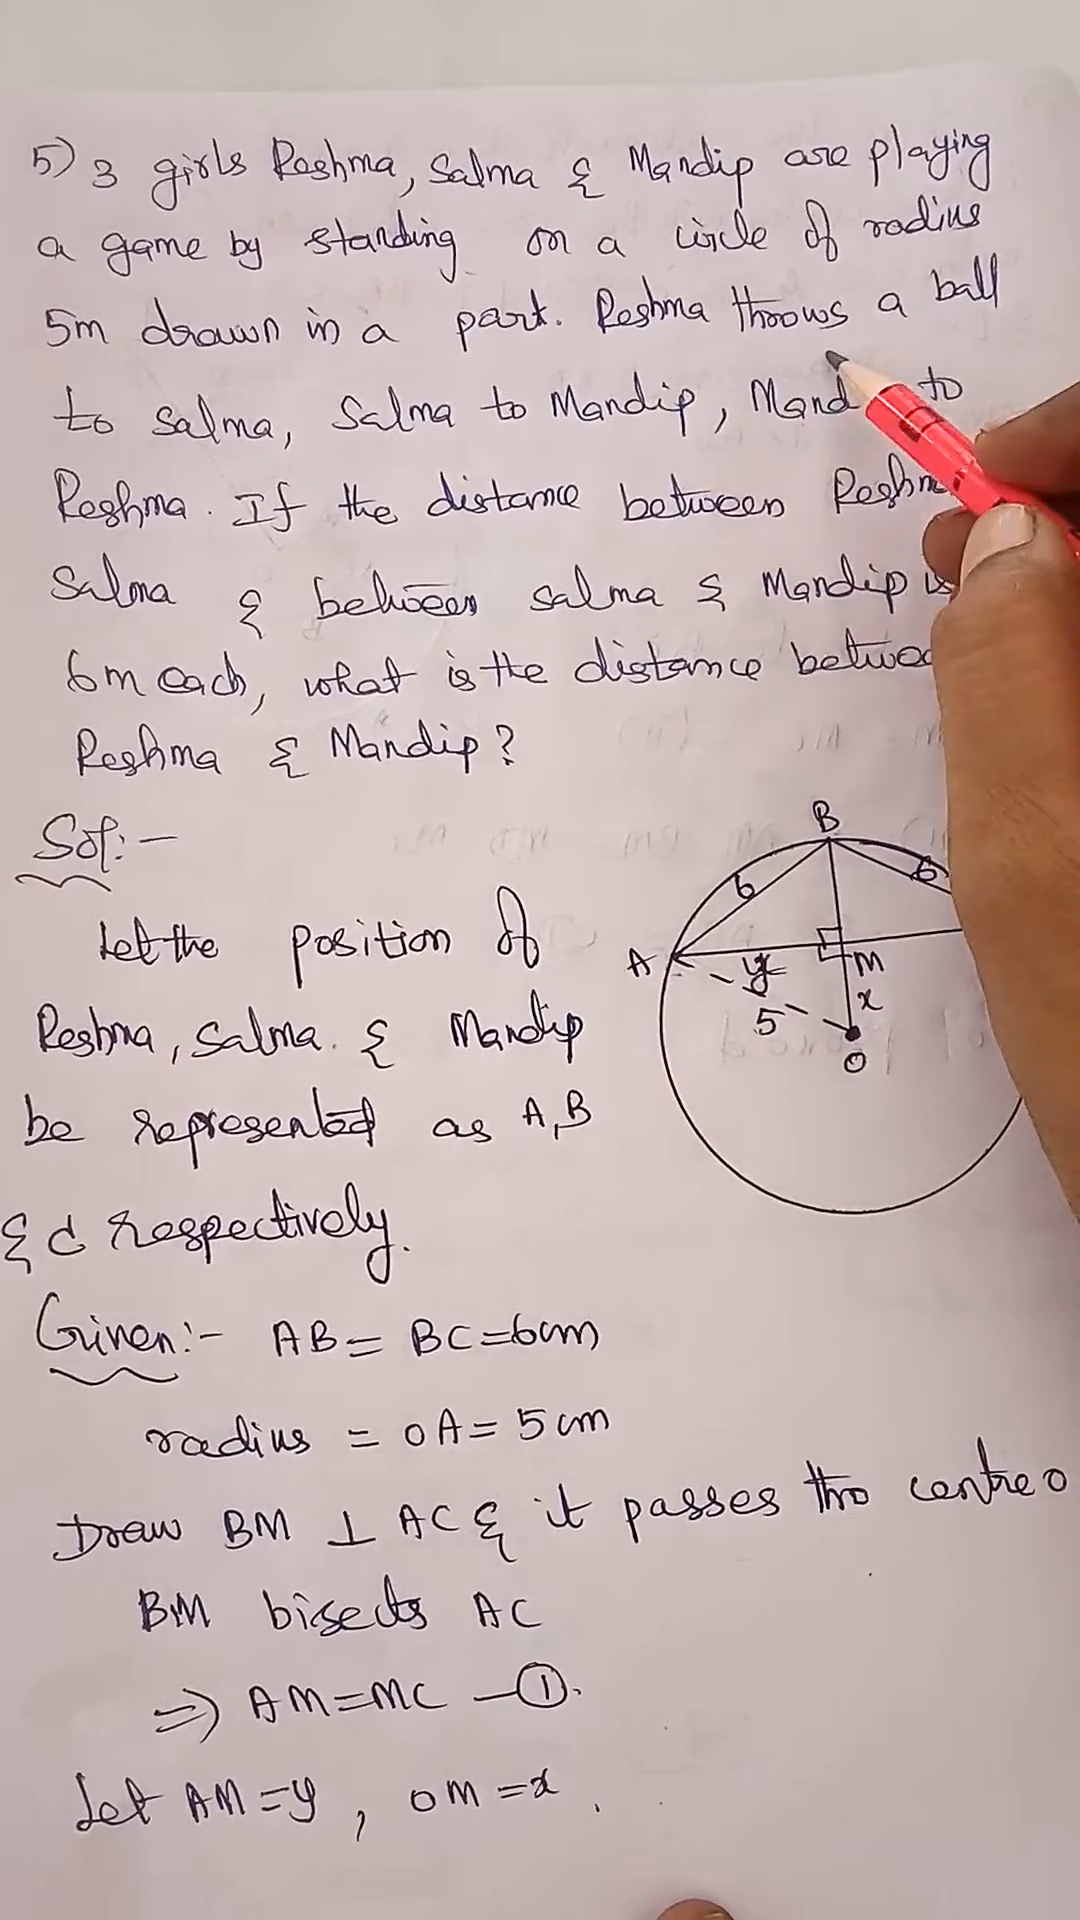 5) 3 girls Reshma, Salma & Mandip are playing
a game by standing on a circle of radius
5m drawn in a park. Reshma throws a ball
to Salma, Salma to Mandip, Mand to
Reshma. If the distance between
Salma & between Salma & Mandip is
6m each, what is the distance
Reshma & Mandip?
Sol:-
Let the position of
Reshma, Salma & Mandip
be represented as A, B
& C respectively.
B
6
6
A
y
M
x
5
O
Given:- AB = BC = 6cm
radius = OA = 5cm
Draw BM ⊥ AC & it passes thro centre O
BM bisects AC
=> AM = MC - ①.
Let AM = y, OM = x.